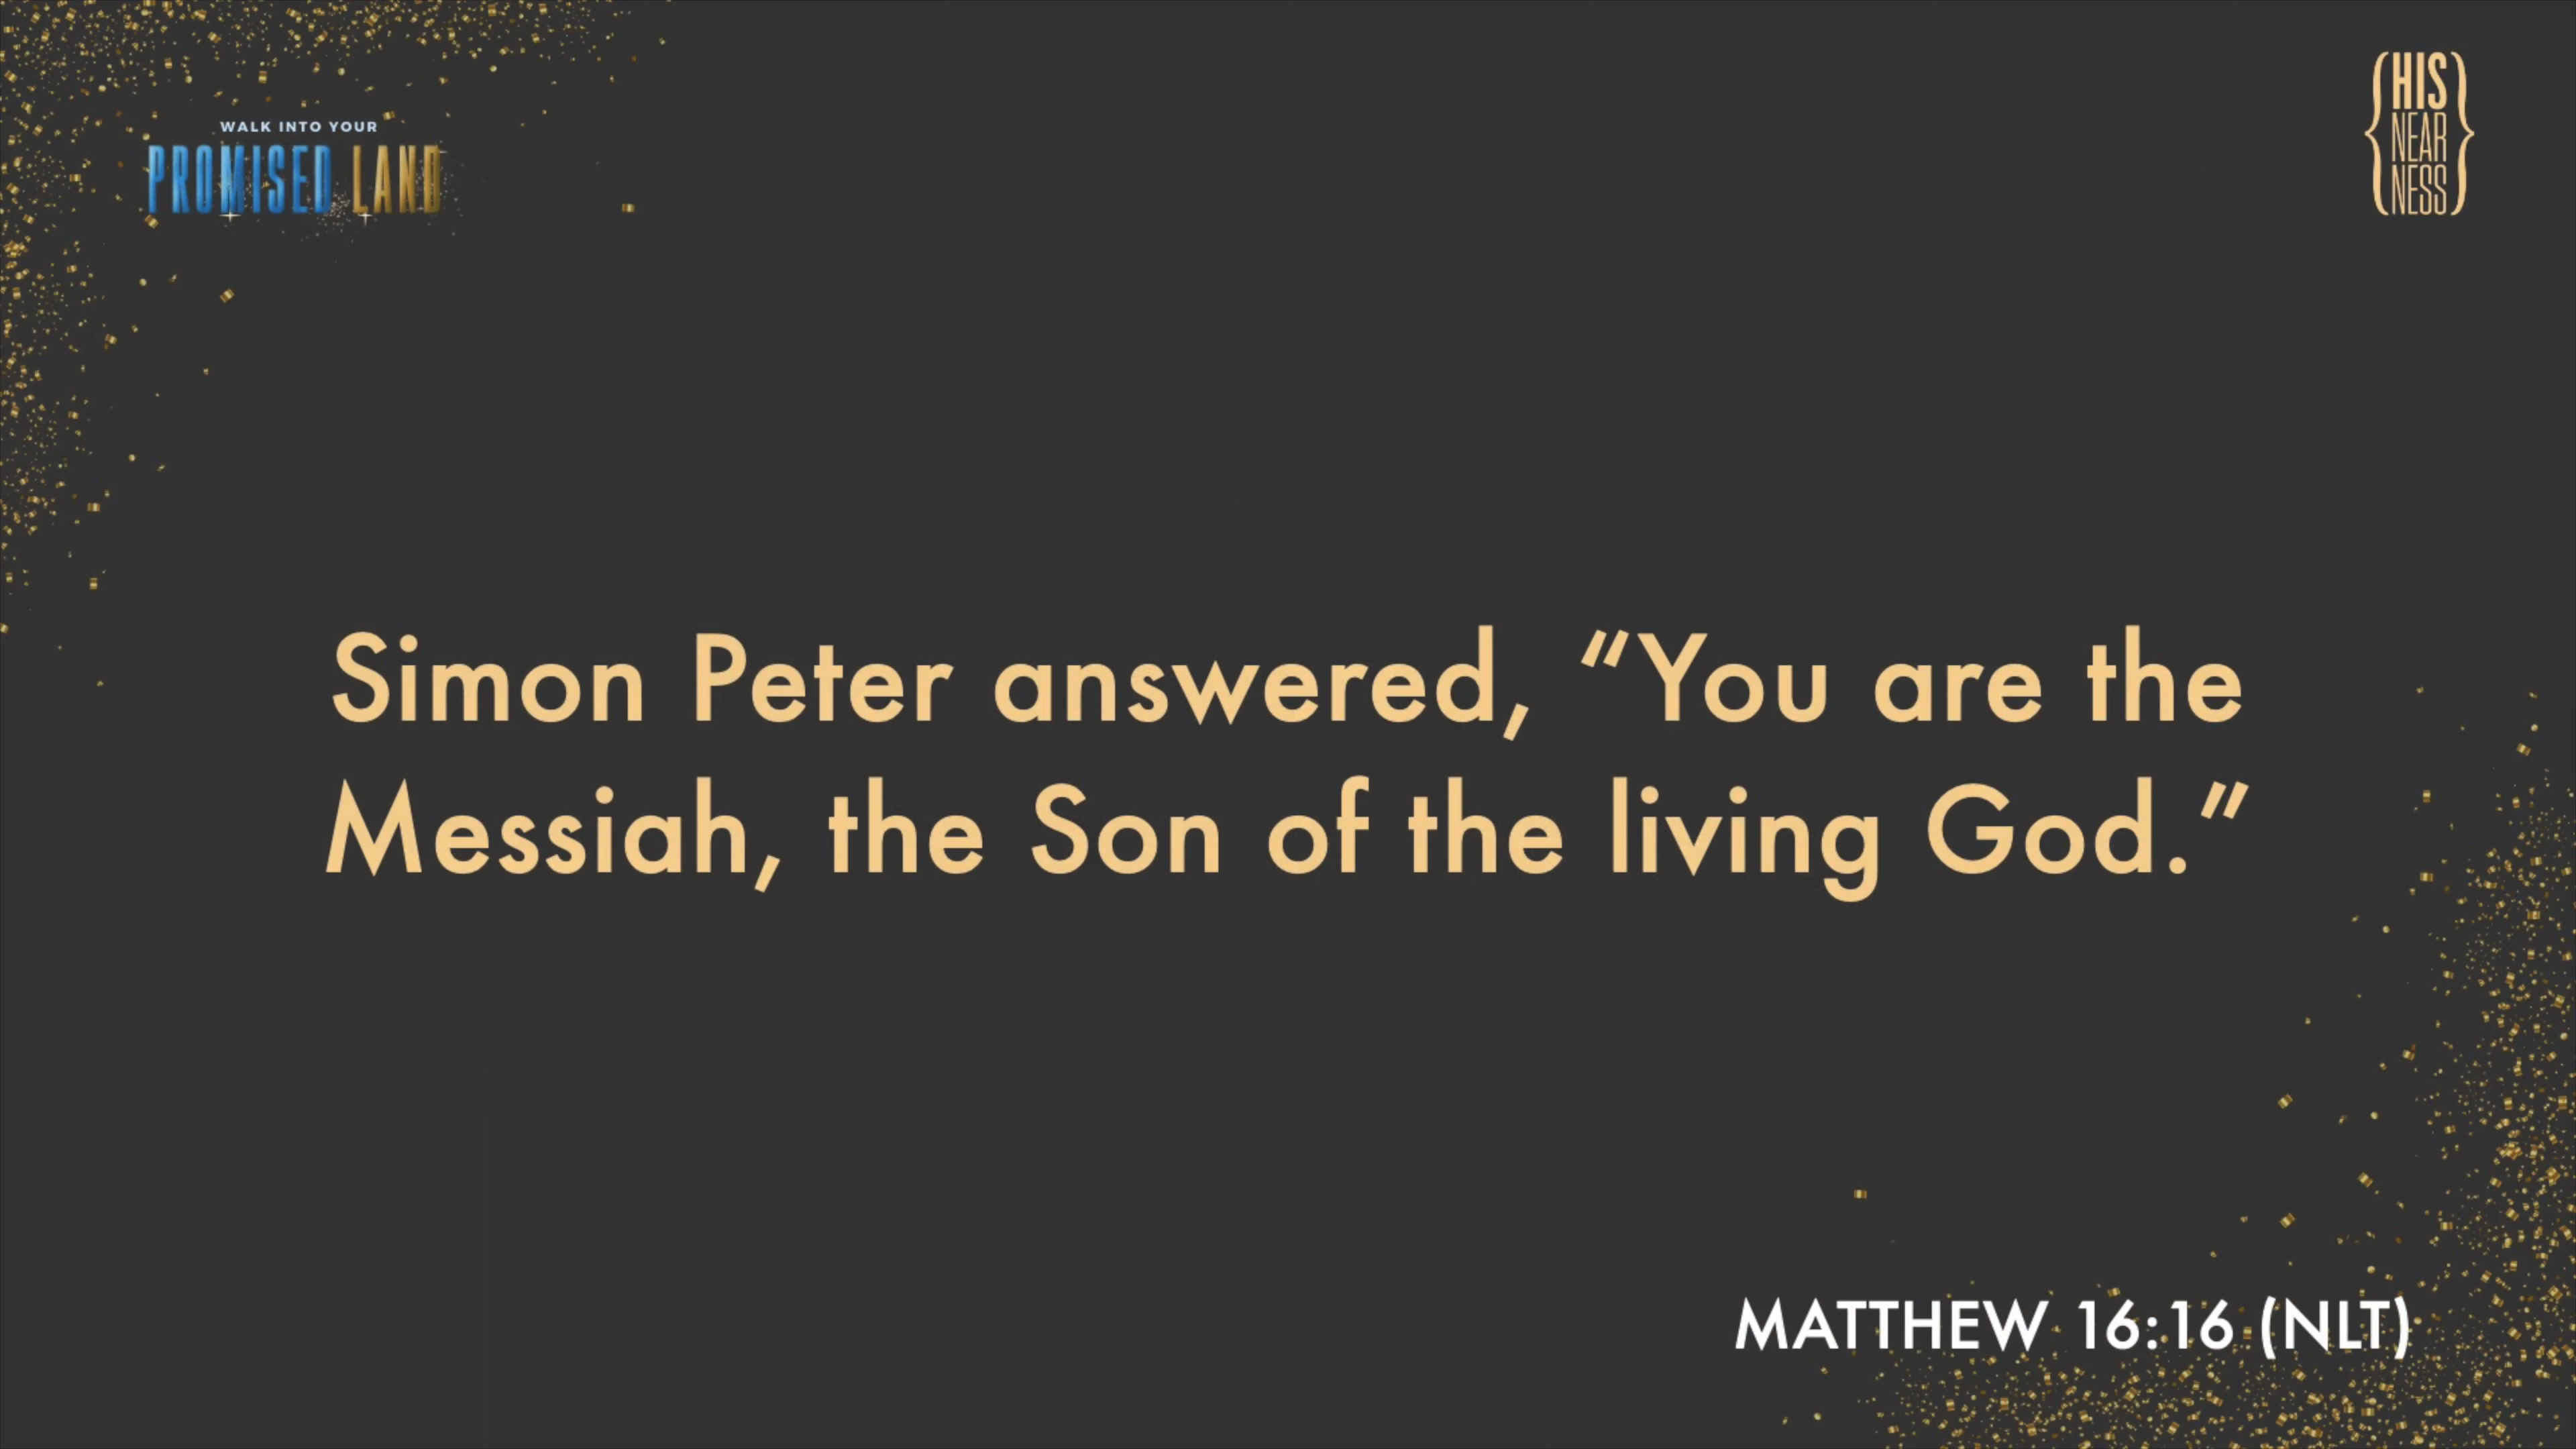 WALK INTO YOUR
PROMISED LAND
{HIS
NEAR
NESS}
Simon Peter answered, “You are the
Messiah, the Son of the living God.”
MATTHEW 16:16 (NLT)